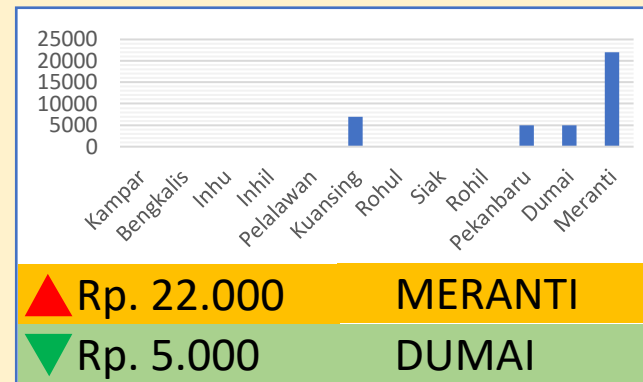 25000
20000
15000
10000
5000
0
Kampar
Bengkalis
Inhu
Inhil
Pelalawan
Kuansing
Rohul
Siak
Rohil
Pekanbaru
Dumai
Meranti
Rp. 22.000 MERANTI
Rp. 5.000 DUMAI